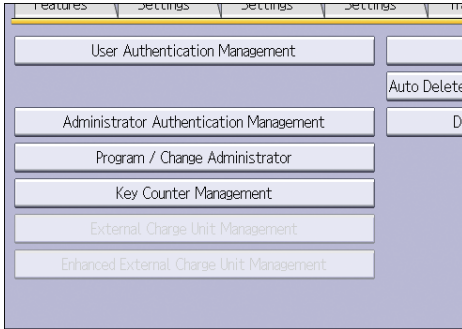 Features Settings Settings Settings
User Authentication Management
Auto Delete
Administrator Authentication Management
D
Program / Change Administrator
Key Counter Management
External Charge Unit Management
Enhanced External Charge Unit Management